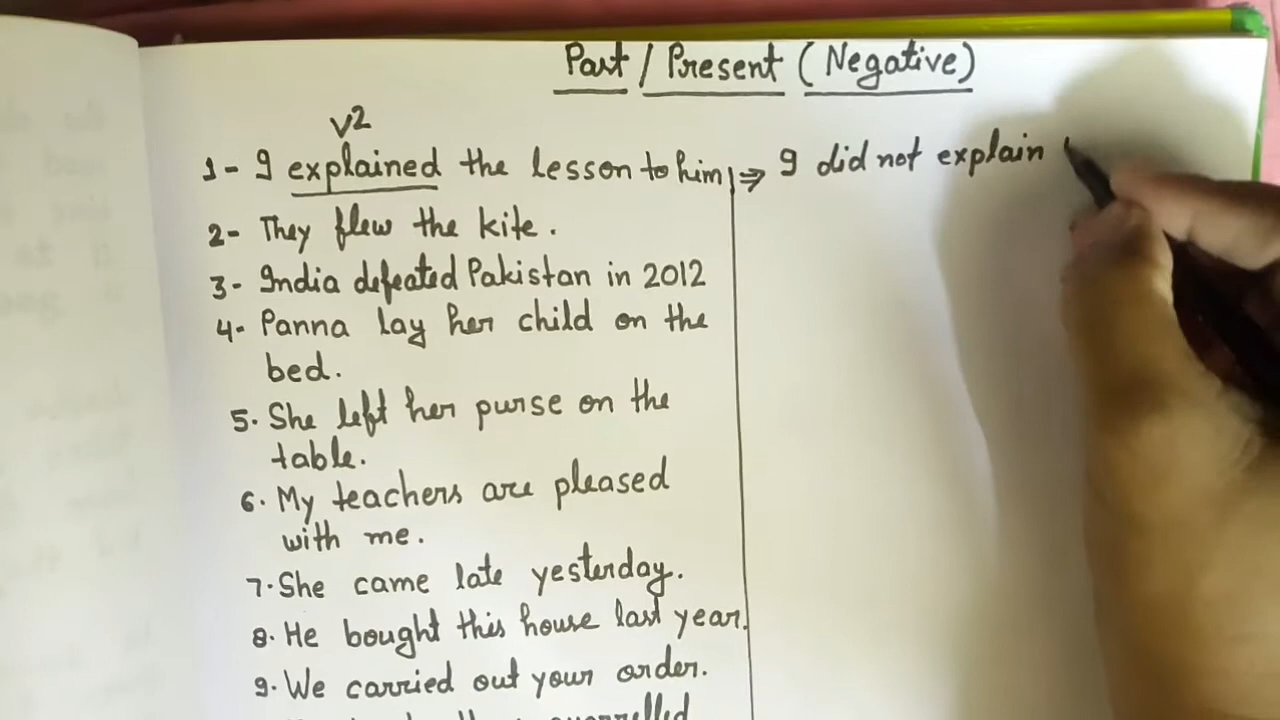 Past / Present (Negative)
v2
1- I explained the lesson to him, ⇒ I did not explain
2- They flew the kite.
3- India defeated Pakistan in 2012
4- Panna lay her child on the
bed.
5. She left her purse on the
table.
6. My teachers are pleased
with me.
7. She came late yesterday.
8. He bought this house last year.
9. We carried out your order.
quarrelled